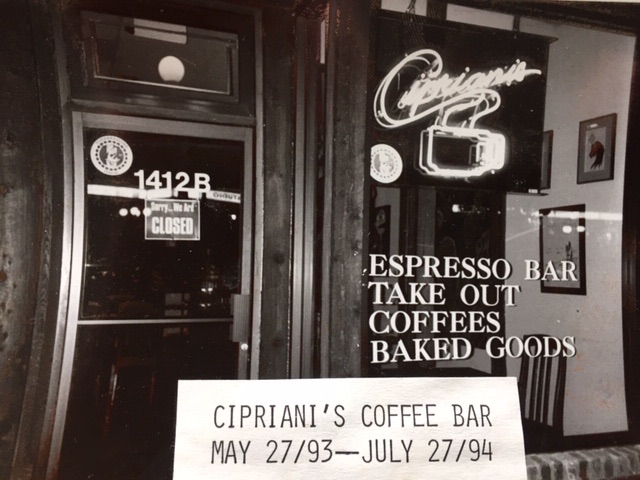 Cipriani's
1412B
Sorry... We Are
CLOSED
ESPRESSO BAR
TAKE OUT
COFFEES
BAKED GOODS
CIPRIANI'S COFFEE BAR
MAY 27/93—JULY 27/94